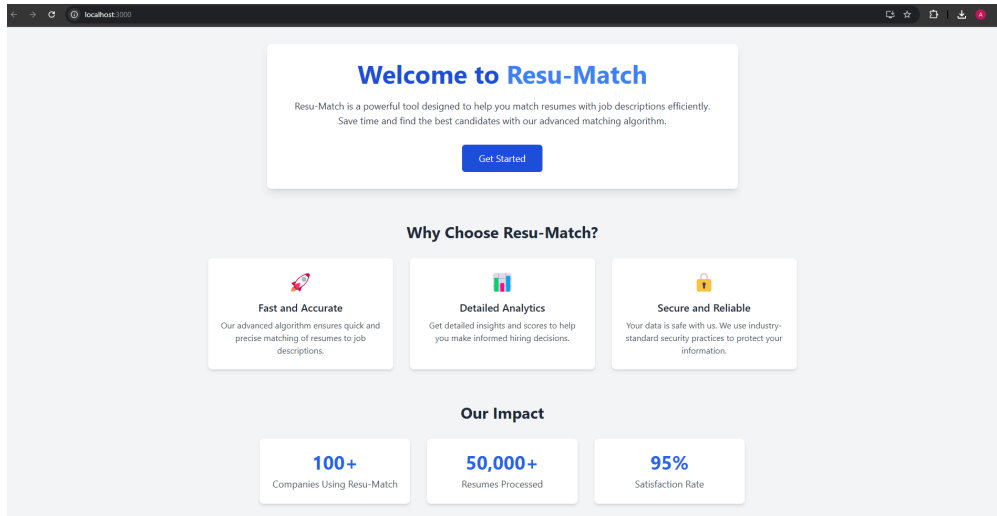 localhost:3000
Welcome to Resu-Match
Resu-Match is a powerful tool designed to help you match resumes with job descriptions efficiently.
Save time and find the best candidates with our advanced matching algorithm.
Get Started
Why Choose Resu-Match?
Fast and Accurate
Our advanced algorithm ensures quick and
precise matching of resumes to job
descriptions.
Detailed Analytics
Get detailed insights and scores to help
you make informed hiring decisions.
Secure and Reliable
Your data is safe with us. We use industry-
standard security practices to protect your
information.
Our Impact
100+
Companies Using Resu-Match
50,000+
Resumes Processed
95%
Satisfaction Rate